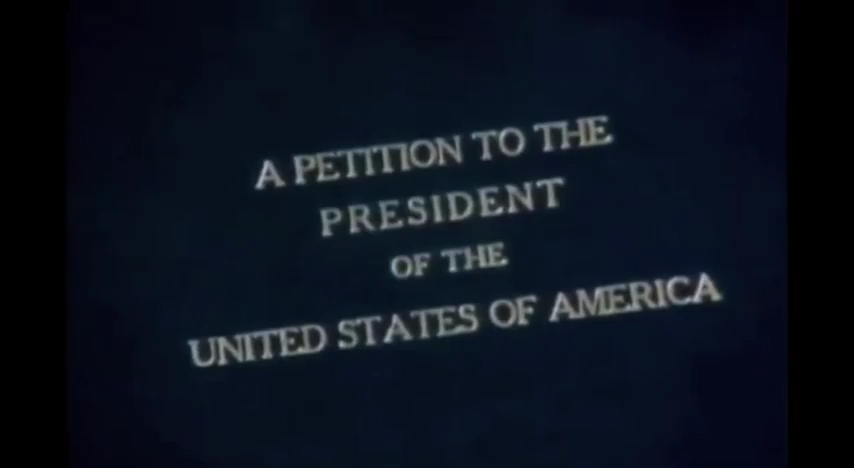 A PETITION TO THE
PRESIDENT
OF THE
UNITED STATES OF AMERICA